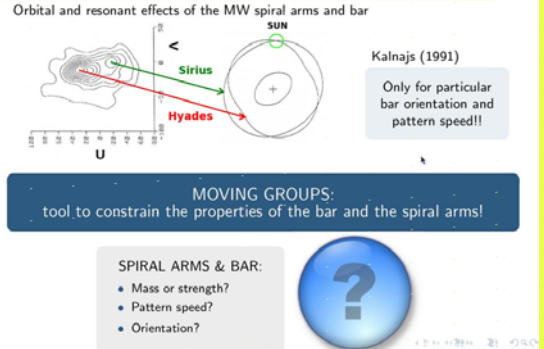 Orbital and resonant effects of the MW spiral arms and bar
SUN
V
Sirius
Hyades
U
Kalnajs (1991)
Only for particular
bar orientation and
pattern speed!!
MOVING GROUPS:
tool to constrain the properties of the bar and the spiral arms!
SPIRAL ARMS & BAR:
• Mass or strength?
• Pattern speed?
• Orientation?
?